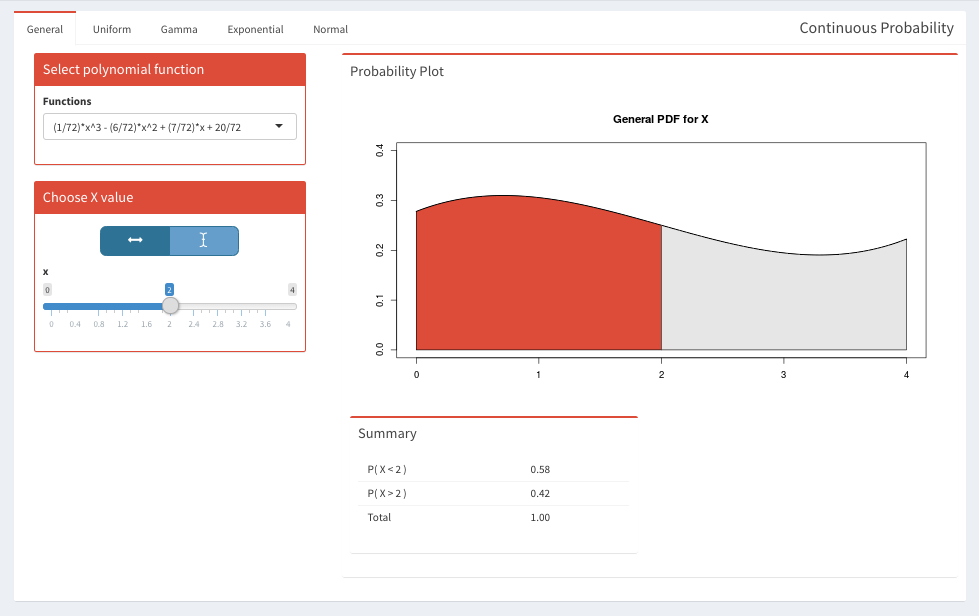 General Uniform Gamma Exponential Normal Continuous Probability
Select polynomial function
Functions
(1/72)*x^3 - (6/72)*x^2 + (7/72)*x + 20/72
Choose X value
x
0 2 4
0 0.4 0.8 1.2 1.6 2 2.4 2.8 3.2 3.6 4
Probability Plot
General PDF for X
0.4
0.3
0.2
0.1
0.0
0 1 2 3 4
Summary
P( X < 2 ) 0.58
P( X > 2 ) 0.42
Total 1.00